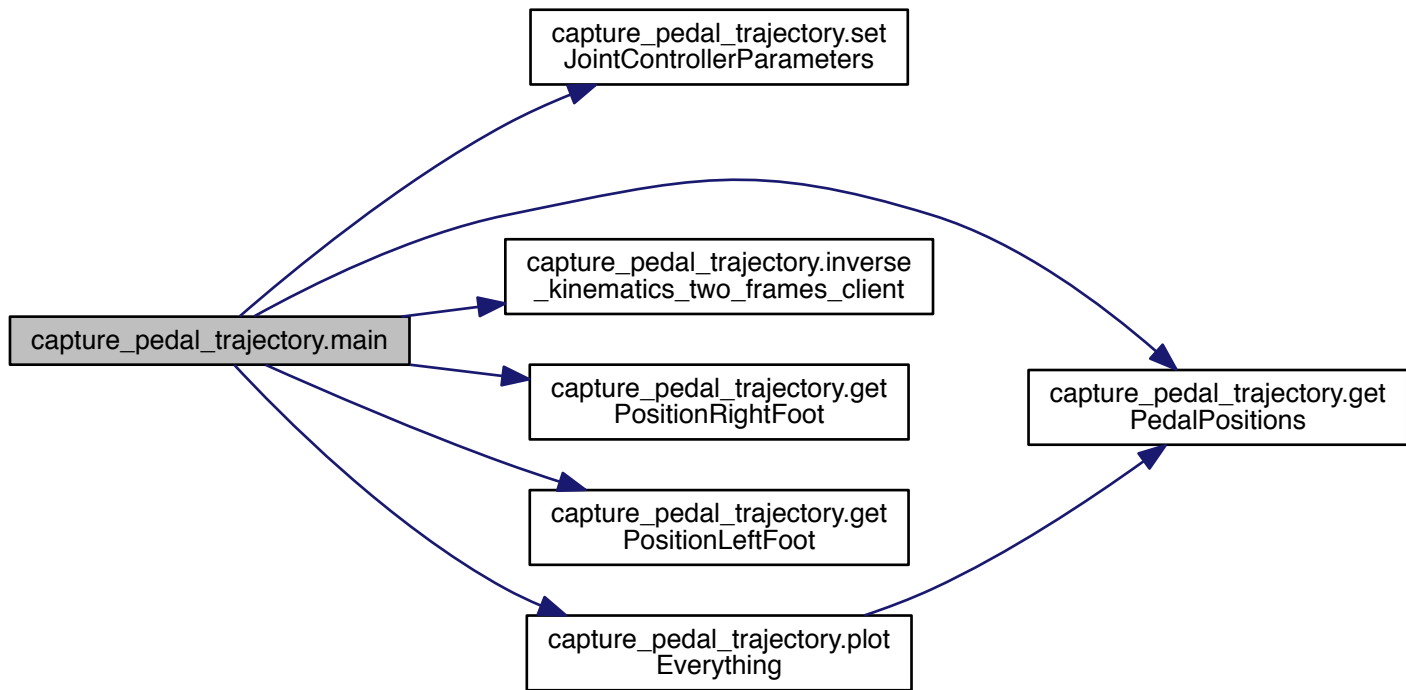 capture_pedal_trajectory.set
JointControllerParameters
capture_pedal_trajectory.inverse
_kinematics_two_frames_client
capture_pedal_trajectory.main
capture_pedal_trajectory.get
PositionRightFoot
capture_pedal_trajectory.get
PedalPositions
capture_pedal_trajectory.get
PositionLeftFoot
capture_pedal_trajectory.plot
Everything